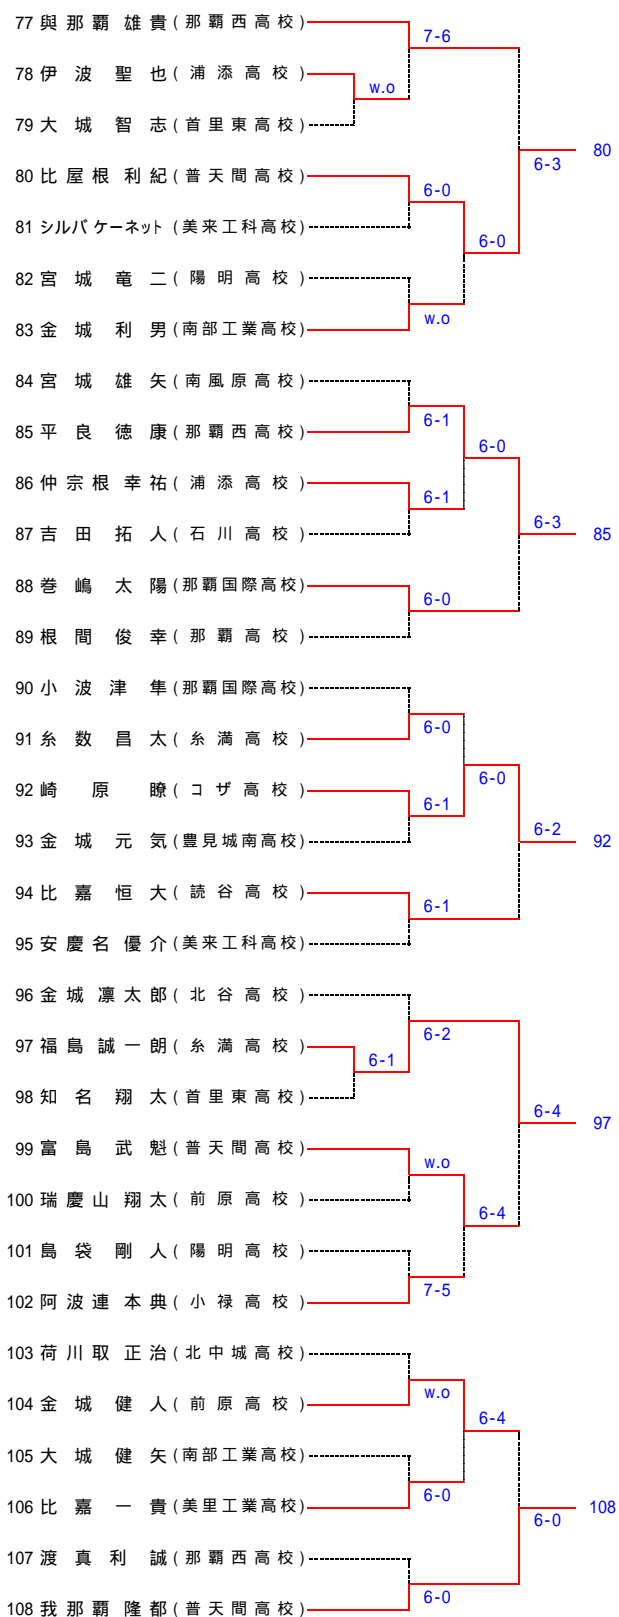 77 與那覇 雄貴 (那覇西高校)
7-6
78 伊波 聖也 (浦添高校)
w.o
79 大城 智志 (首里東高校)
6-3 80
80 比屋根 利紀 (普天間高校)
6-0
81 シルバケーネット (美来工科高校)
6-0
82 宮城 竜二 (陽明高校)
w.o
83 金城 利男 (南部工業高校)
84 宮城 雄矢 (南風原高校)
6-1
85 平良 徳康 (那覇西高校)
6-0
86 仲宗根 幸祐 (浦添高校)
6-1
87 吉田 拓人 (石川高校)
6-3 85
88 巻嶋 太陽 (那覇国際高校)
6-0
89 根間 俊幸 (那覇高校)
90 小波津 隼 (那覇国際高校)
6-0
91 糸数 昌太 (糸満高校)
6-0
92 崎原 瞭 (コザ高校)
6-1
93 金城 元気 (豊見城南高校)
6-2 92
94 比嘉 恒大 (読谷高校)
6-1
95 安慶名 優介 (美来工科高校)
96 金城 凛太郎 (北谷高校)
6-2
97 福島 誠一朗 (糸満高校)
6-1
98 知名 翔太 (首里東高校)
6-4 97
99 富島 武魁 (普天間高校)
w.o
100 瑞慶山 翔太 (前原高校)
6-4
101 島袋 剛人 (陽明高校)
7-5
102 阿波連 本典 (小禄高校)
103 荷川取 正治 (北中城高校)
w.o
104 金城 健人 (前原高校)
6-4
105 大城 健矢 (南部工業高校)
6-0
106 比嘉 一貴 (美里工業高校)
6-0 108
107 渡真利 誠 (那覇西高校)
6-0
108 我那覇 隆都 (普天間高校)